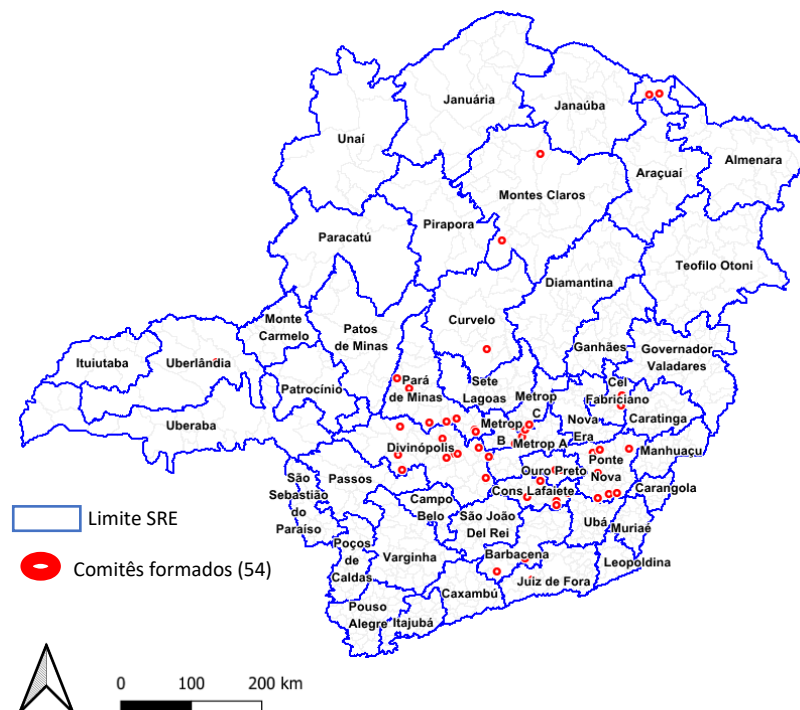 Januária
Janaúba
Unaí
Almenara
Araçuaí
Montes Claros
Pirapora
Paracatú
Teofilo Otoni
Diamantina
Monte
Carmelo
Patos
de Minas
Curvelo
Ganhães
Governador
Valadares
Ituiutaba
Uberlândia
Pará
de Minas
Sete
Lagoas
Metrop
C
Cel
Fabriciano
Patrocínio
Caratinga
Uberaba
Nova
Era
Metrop
B
Metrop A
Divinópolis
Manhuaçu
Ponte
Nova
Ouro Preto
Passos
São
Sebastião
do
Paraíso
Cons Lafaiete
Carangola
Campo
Belo
São João
Del Rei
Ubá
Muriaé
Poços
de
Caldas
Varginha
Barbacena
Leopoldina
Juiz de Fora
Caxambú
Pouso
Alegre
Itajubá
Limite SRE
Comitês formados (54)
0 100 200 km